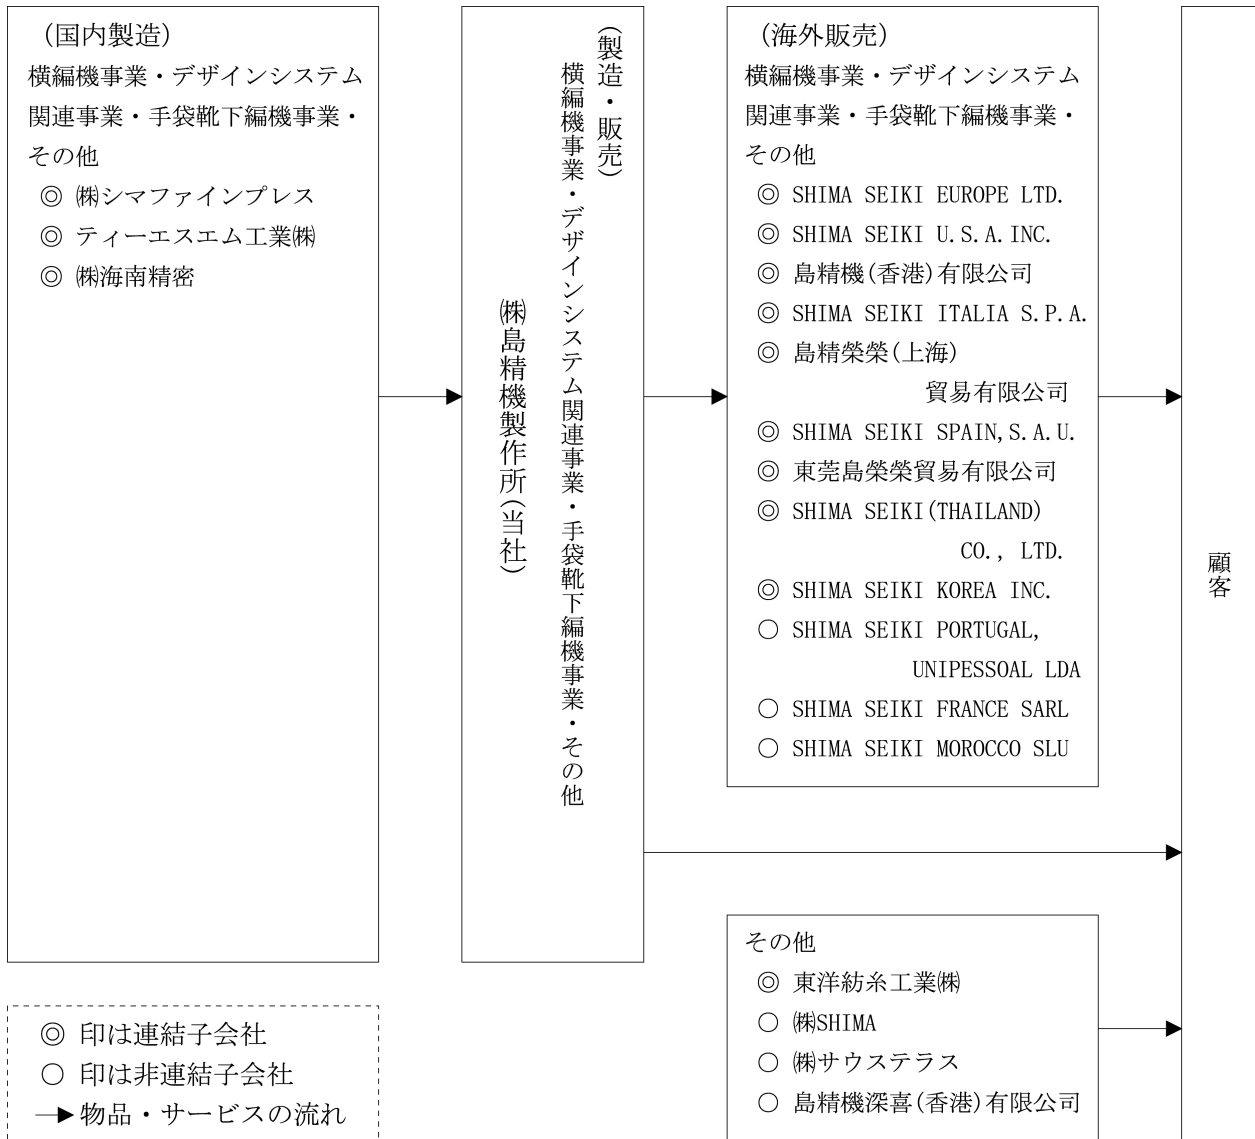 (国内製造)
横編機事業・デザインシステム
関連事業・手袋靴下編機事業・
その他
◎ ㈱シマファインプレス
◎ ティーエスエム工業㈱
◎ ㈱海南精密
(製造・販売)
横編機事業・デザインシステム関連事業・手袋靴下編機事業・その他
㈱島精機製作所(当社)
(海外販売)
横編機事業・デザインシステム
関連事業・手袋靴下編機事業・
その他
◎ SHIMA SEIKI EUROPE LTD.
◎ SHIMA SEIKI U.S.A.INC.
◎ 島精機(香港)有限公司
◎ SHIMA SEIKI ITALIA S.P.A.
◎ 島精榮榮(上海)
貿易有限公司
◎ SHIMA SEIKI SPAIN,S.A.U.
◎ 東莞島榮榮貿易有限公司
◎ SHIMA SEIKI(THAILAND)
CO., LTD.
◎ SHIMA SEIKI KOREA INC.
○ SHIMA SEIKI PORTUGAL,
UNIPESSOAL LDA
○ SHIMA SEIKI FRANCE SARL
○ SHIMA SEIKI MOROCCO SLU
顧客
その他
◎ 東洋紡糸工業㈱
○ ㈱SHIMA
○ ㈱サウステラス
○ 島精機深喜(香港)有限公司
◎ 印は連結子会社
○ 印は非連結子会社
→ 物品・サービスの流れ